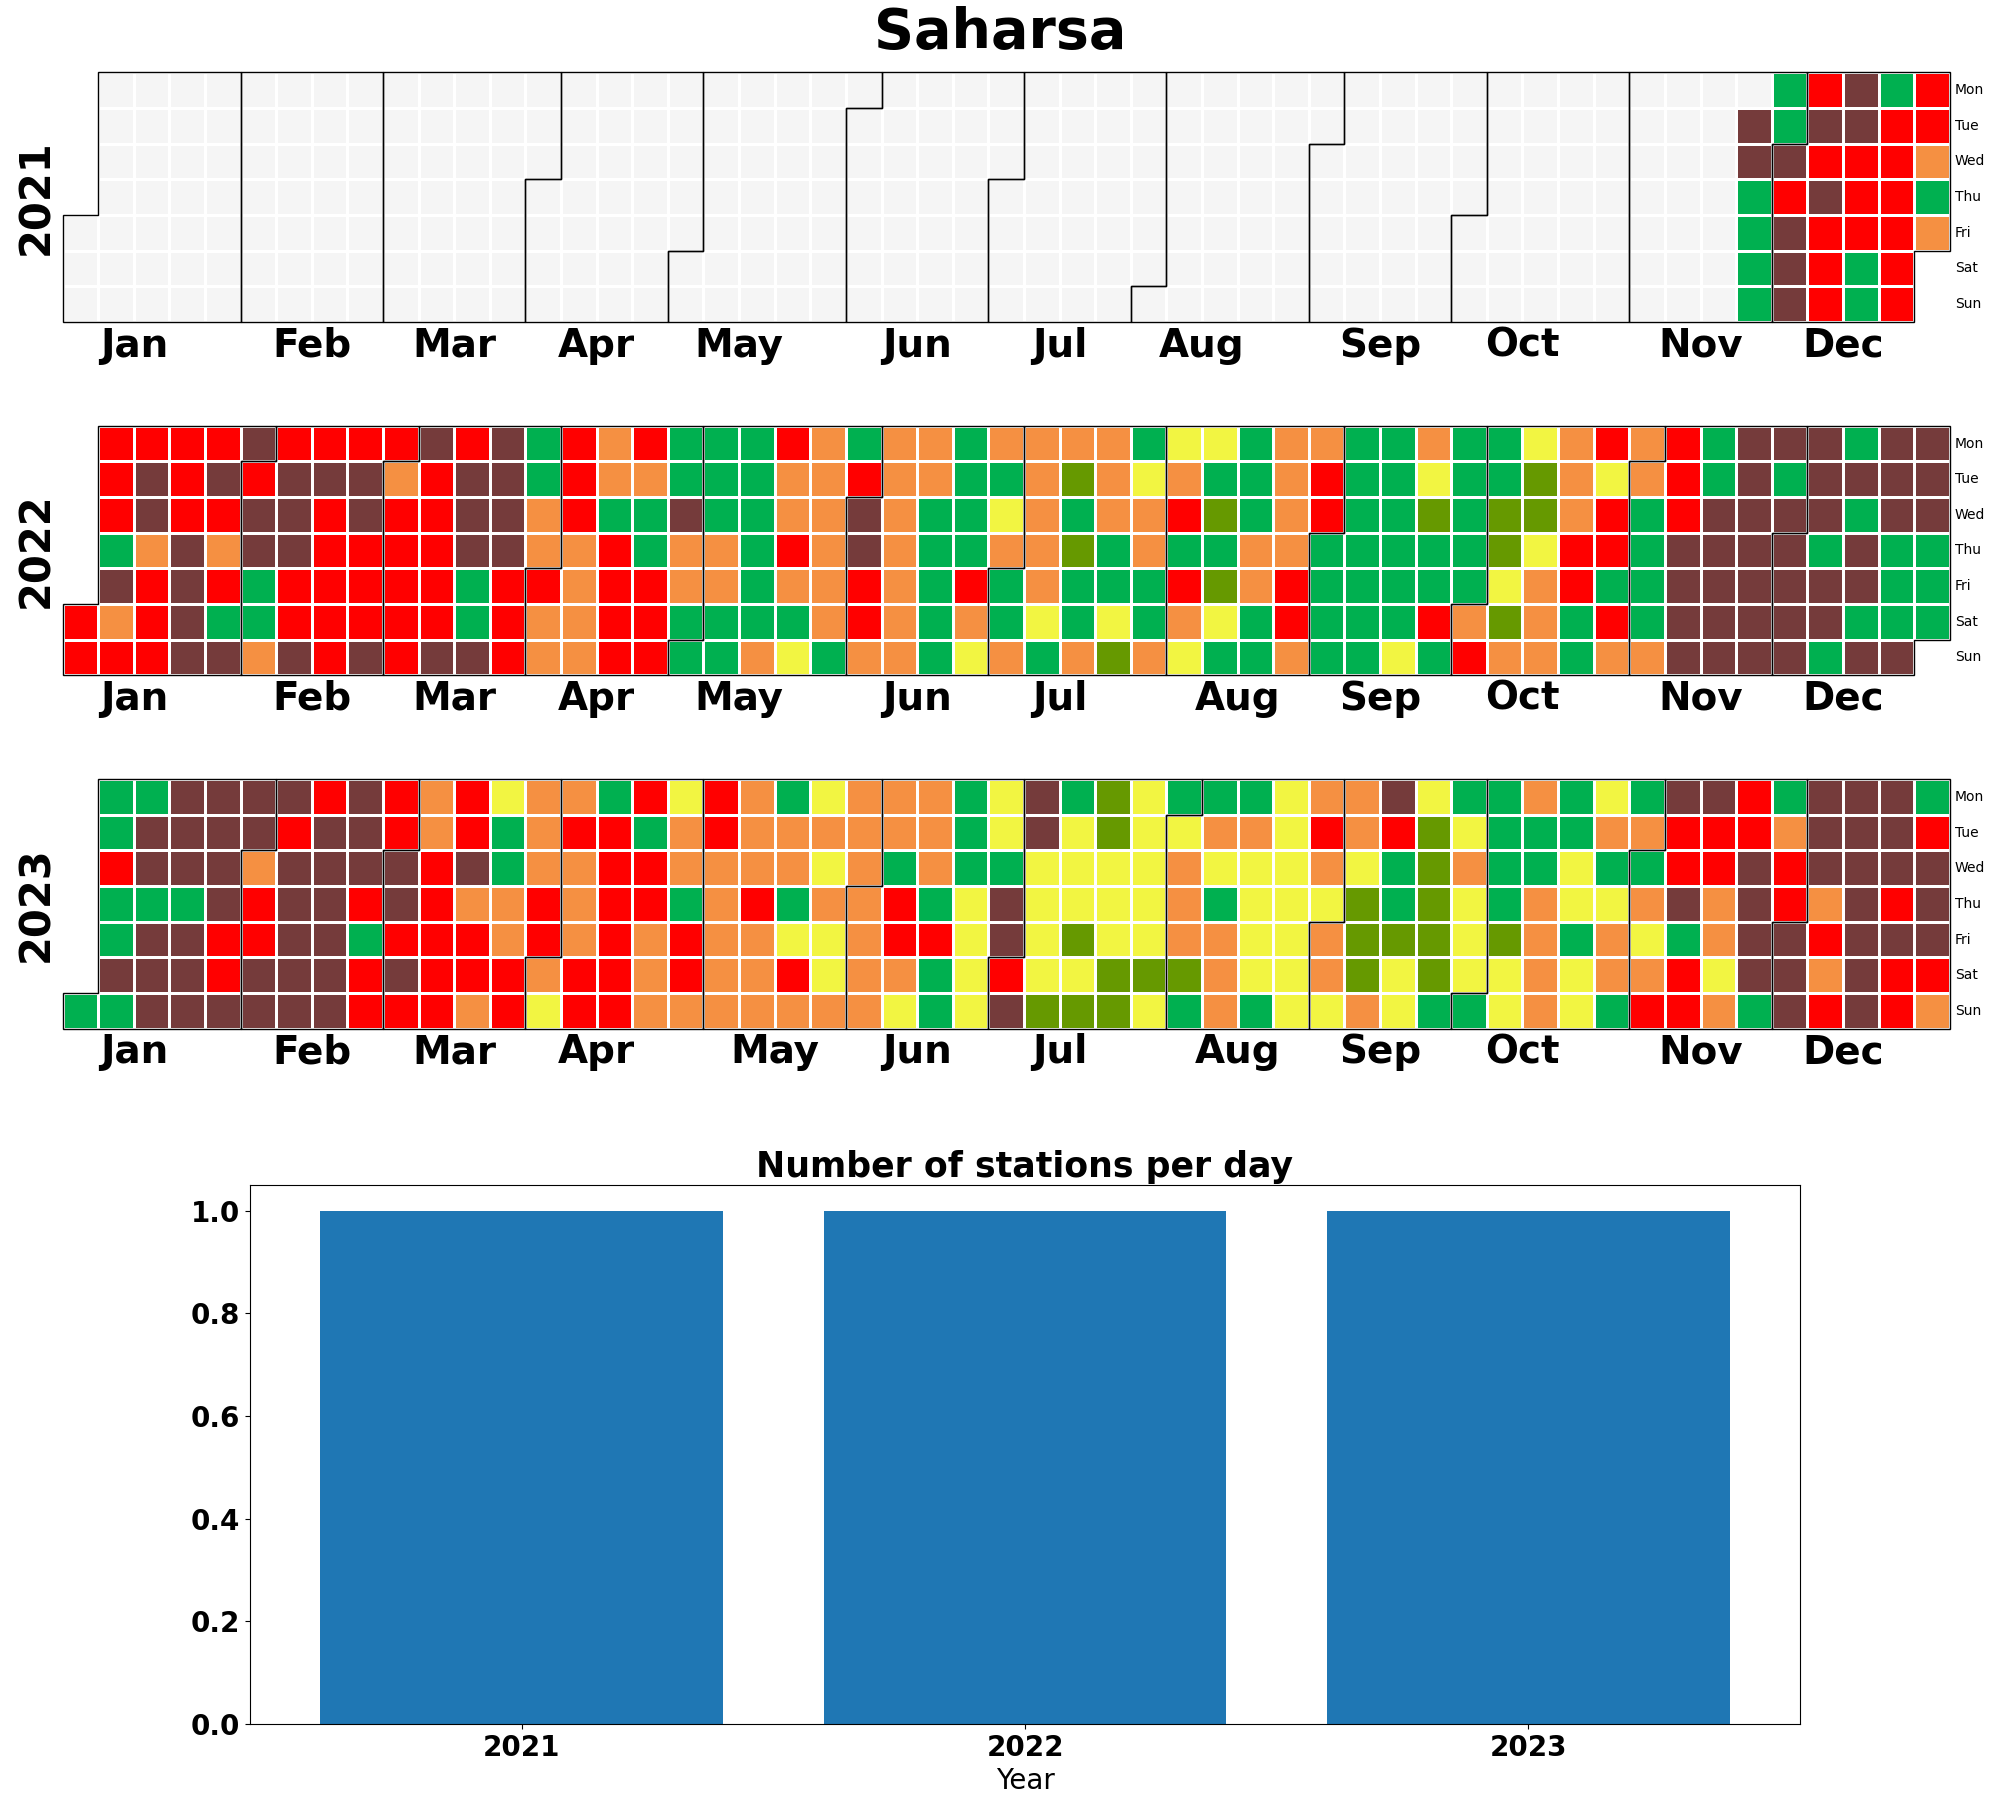 Saharsa
2021
Mon
Tue
Wed
Thu
Fri
Sat
Sun
Jan Feb Mar Apr May Jun Jul Aug Sep Oct Nov Dec
2022
Mon
Tue
Wed
Thu
Fri
Sat
Sun
Jan Feb Mar Apr May Jun Jul Aug Sep Oct Nov Dec
2023
Mon
Tue
Wed
Thu
Fri
Sat
Sun
Jan Feb Mar Apr May Jun Jul Aug Sep Oct Nov Dec
Number of stations per day
1.0
0.8
0.6
0.4
0.2
0.0
2021 2022 2023
Year